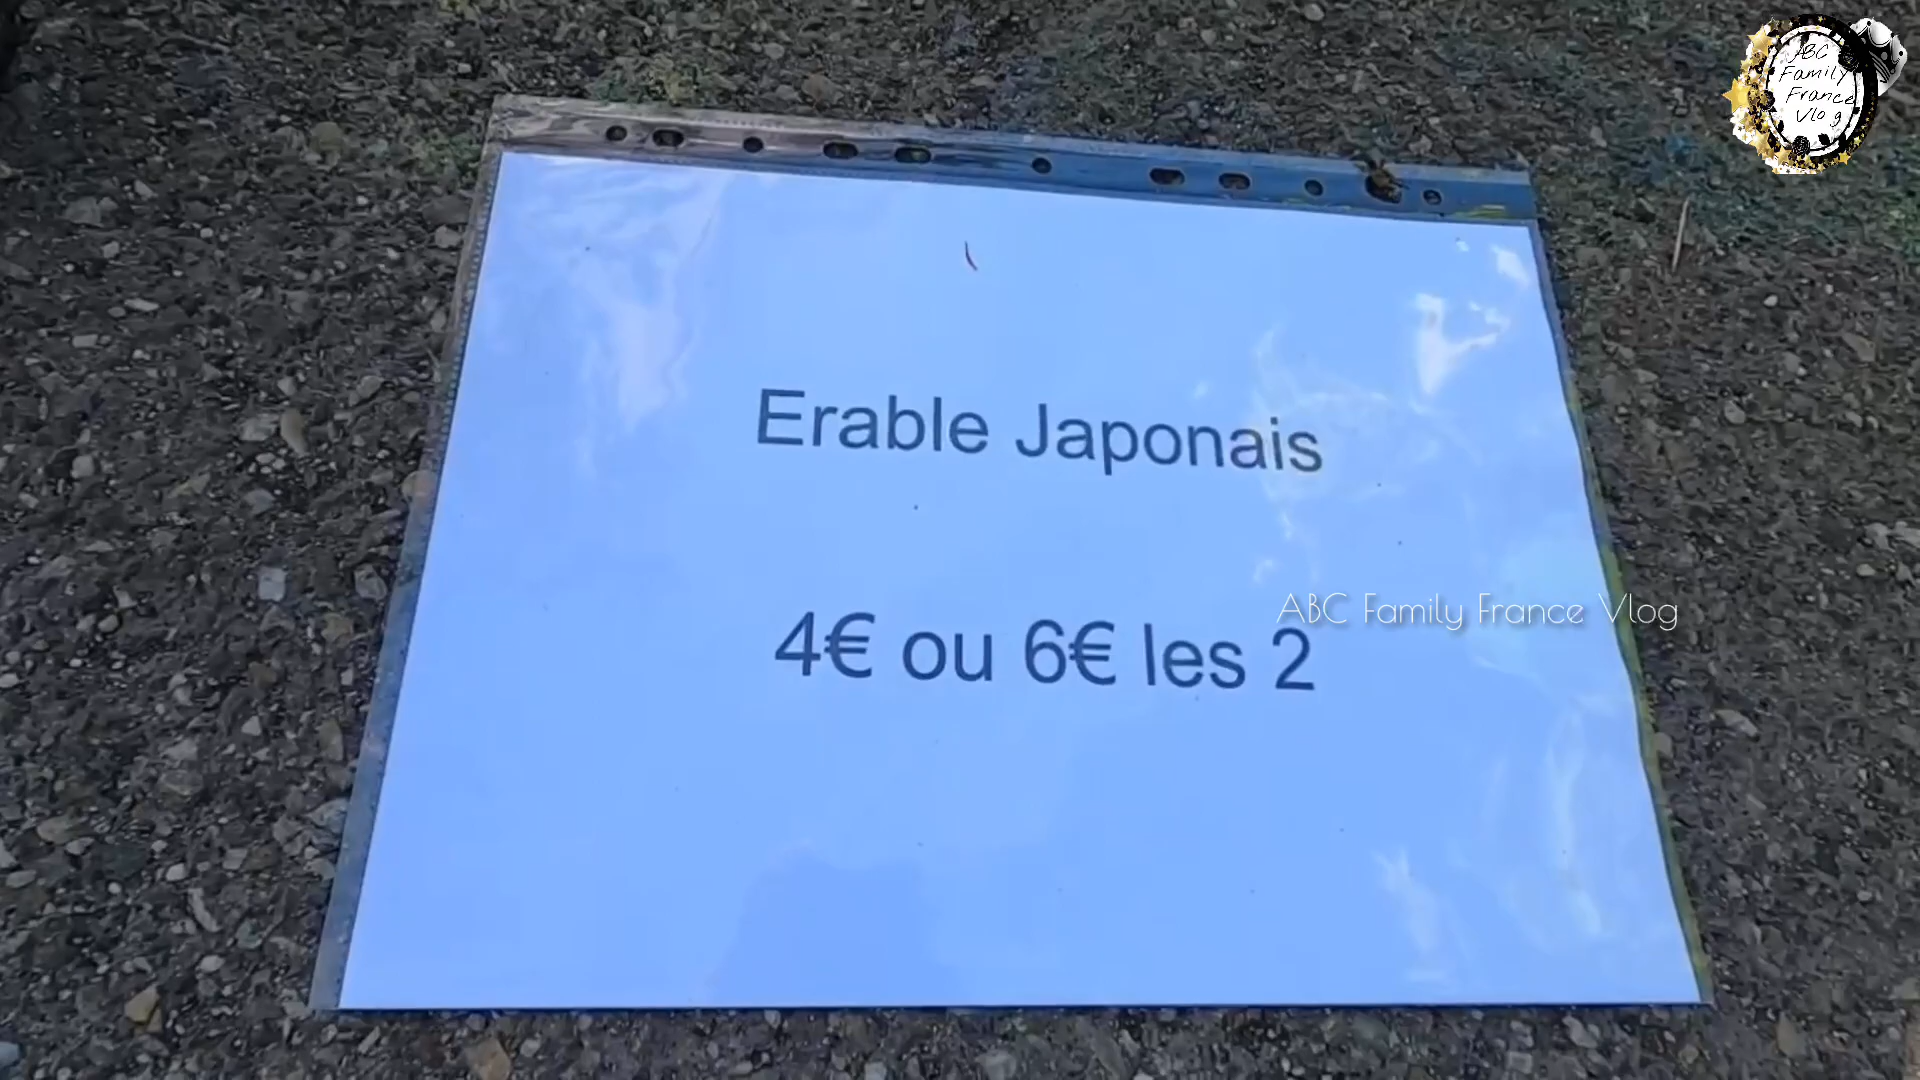 ABC
Family
France
Vlog
Erable Japonais
ABC Family France Vlog
4€ ou 6€ les 2